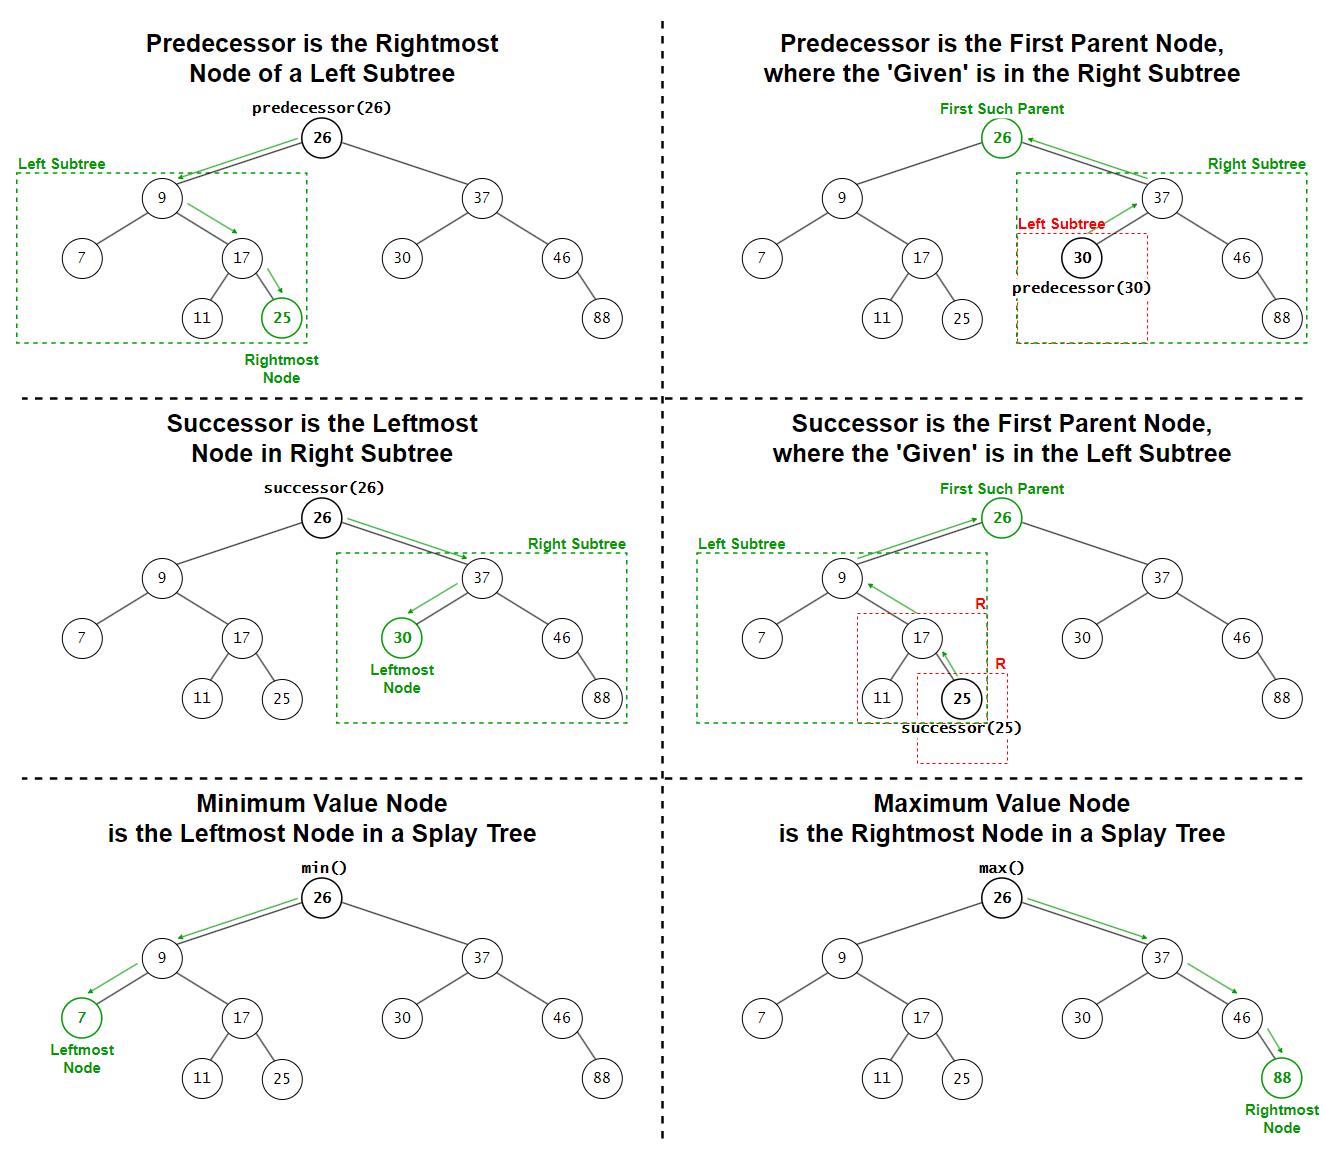 Predecessor is the Rightmost
Node of a Left Subtree
predecessor(26)
26
Left Subtree
9
37
7
17
30
46
11
25
88
Rightmost
Node
Predecessor is the First Parent Node,
where the 'Given' is in the Right Subtree
First Such Parent
26
Right Subtree
9
37
Left Subtree
7
17
30
46
predecessor(30)
11
25
88
Successor is the Leftmost
Node in Right Subtree
successor(26)
26
Right Subtree
9
37
7
17
30
46
Leftmost
Node
11
25
88
Successor is the First Parent Node,
where the 'Given' is in the Left Subtree
First Such Parent
26
Left Subtree
9
37
R
7
17
30
46
R
11
25
88
successor(25)
Minimum Value Node
is the Leftmost Node in a Splay Tree
min()
26
9
37
7
17
30
46
Leftmost
Node
11
25
88
Maximum Value Node
is the Rightmost Node in a Splay Tree
max()
26
9
37
7
17
30
46
11
25
88
Rightmost
Node